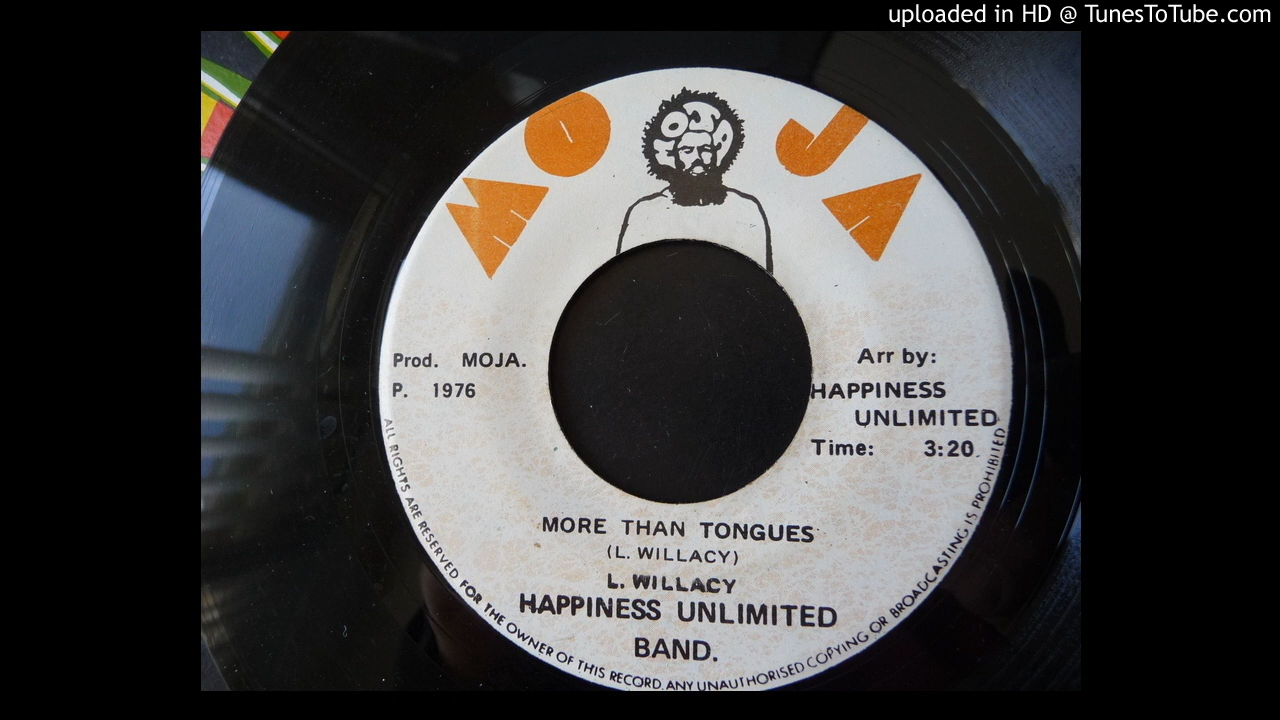 uploaded in HD @ TunesToTube.com
MOJA
MOJA
Prod. MOJA.
P. 1976
Arr by:
HAPPINESS
UNLIMITED
Time: 3:20
MORE THAN TONGUES
(L. WILLACY)
L. WILLACY
HAPPINESS UNLIMITED
BAND.
ALL RIGHTS ARE RESERVED FOR THE OWNER OF THIS RECORD. ANY UNAUTHORISED COPYING OR BROADCASTING IS PROHIBITED